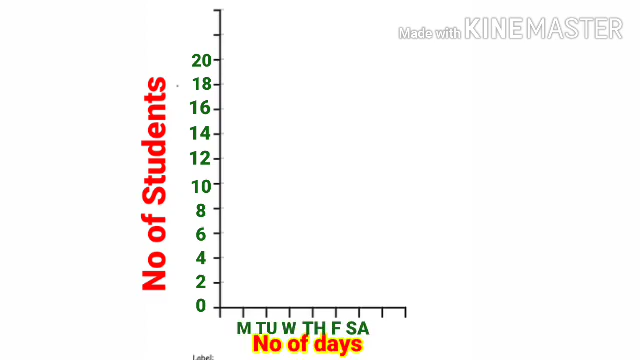 Made with KINEMASTER
No of Students
20
18
16
14
12
10
8
6
4
2
0
M TU W TH F SA
No of days
Label: